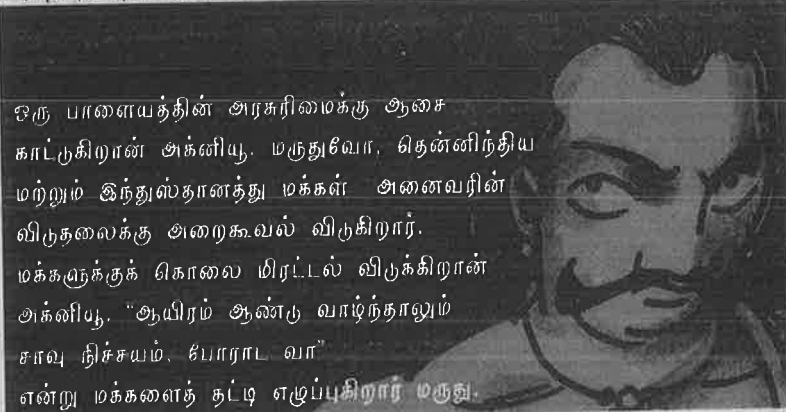 ஒரு பாளையத்தின் அரசுரிமைக்கு ஆசை
காட்டுகிறான் அக்னியூ. மருதுவோ, தென்னிந்திய
மற்றும் இந்துஸ்தானத்து மக்கள் அனைவரின்
விடுதலைக்கு அறைகூவல் விடுகிறார்.
மக்களுக்குக் கொலை மிரட்டல் விடுக்கிறான்
அக்னியூ. “ஆயிரம் ஆண்டு வாழ்ந்தாலும்
சாவு நிச்சயம். போராட வா”
என்று மக்களைத் தட்டி எழுப்புகிறார் மருது.